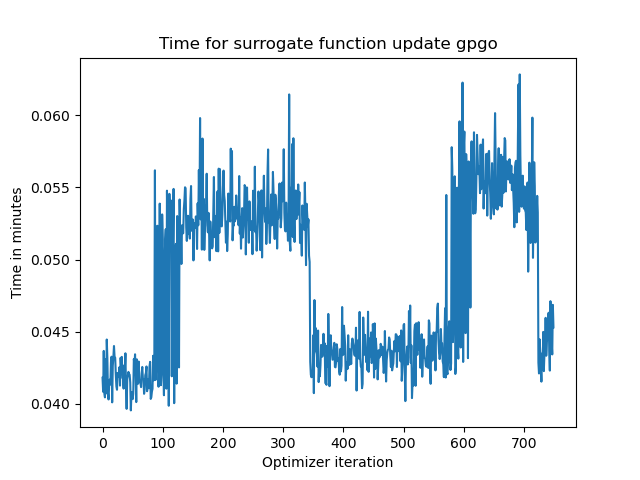 Time for surrogate function update gpgo
0.060
0.055
0.050
0.045
0.040
Time in minutes
0 100 200 300 400 500 600 700
Optimizer iteration